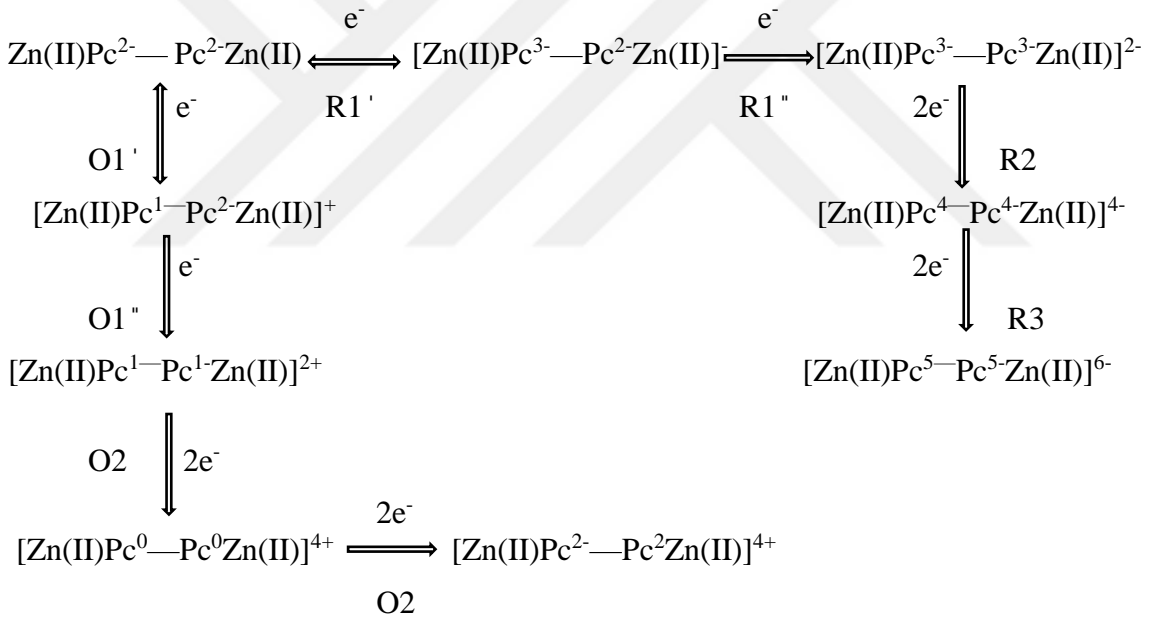 e⁻ e⁻
Zn(II)Pc²⁻— Pc²⁻Zn(II) [Zn(II)Pc³⁻—Pc²⁻Zn(II)]⁻ [Zn(II)Pc³⁻—Pc³⁻Zn(II)]²⁻
R1' R1"
e⁻ 2e⁻
O1' R2
[Zn(II)Pc¹—Pc²⁻Zn(II)]⁺ [Zn(II)Pc⁴—Pc⁴⁻Zn(II)]⁴⁻
e⁻ 2e⁻
O1" R3
[Zn(II)Pc¹—Pc¹⁻Zn(II)]²⁺ [Zn(II)Pc⁵—Pc⁵⁻Zn(II)]⁶⁻
O2 2e⁻
2e⁻
[Zn(II)Pc⁰—Pc⁰Zn(II)]⁴⁺ [Zn(II)Pc²⁻—Pc²Zn(II)]⁴⁺
O2